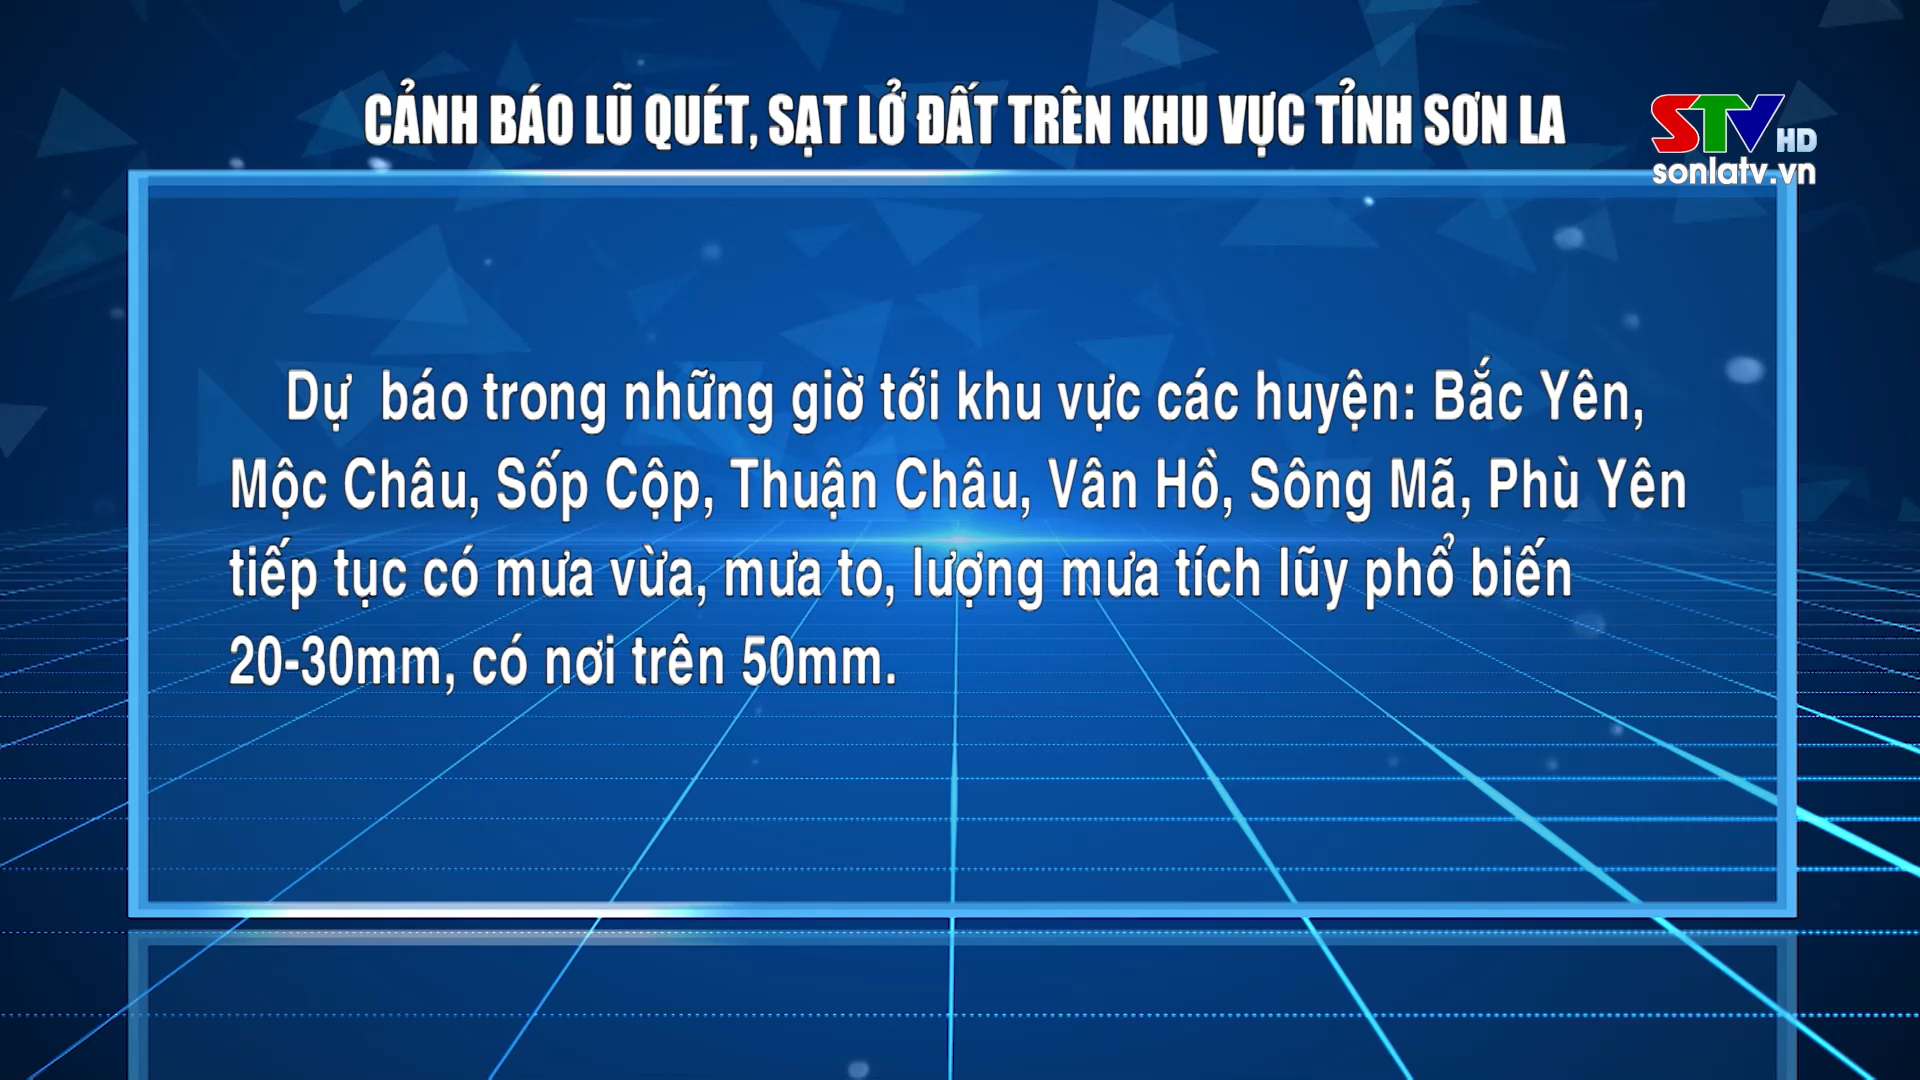 CẢNH BÁO LŨ QUÉT, SẠT LỞ ĐẤT TRÊN KHU VỰC TỈNH SƠN LA
STV HD
sonlatv.vn
Dự báo trong những giờ tới khu vực các huyện: Bắc Yên,
Mộc Châu, Sốp Cộp, Thuận Châu, Vân Hồ, Sông Mã, Phù Yên
tiếp tục có mưa vừa, mưa to, lượng mưa tích lũy phổ biến
20-30mm, có nơi trên 50mm.